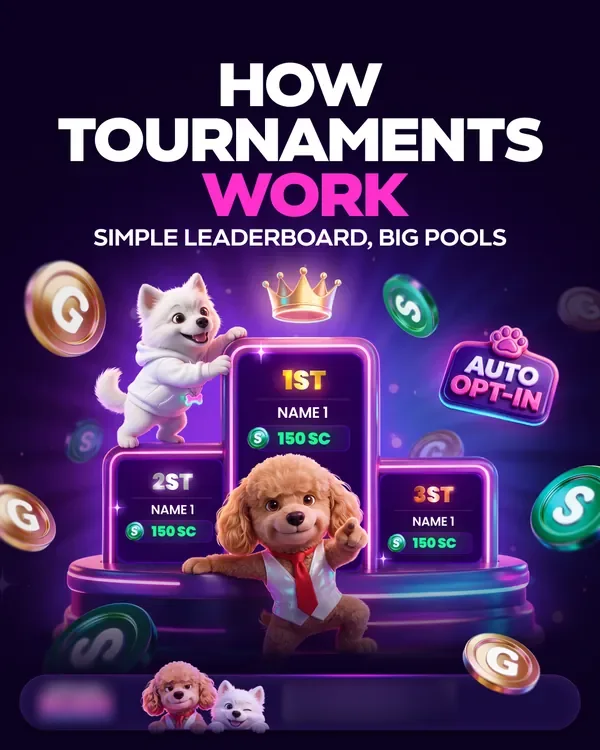 HOW
TOURNAMENTS
WORK
SIMPLE LEADERBOARD, BIG POOLS
G
S
AUTO
OPT-IN
1ST
NAME 1
S 150 SC
2ST
NAME 1
S 150 SC
3ST
NAME 1
S 150 SC
G
S
S
G